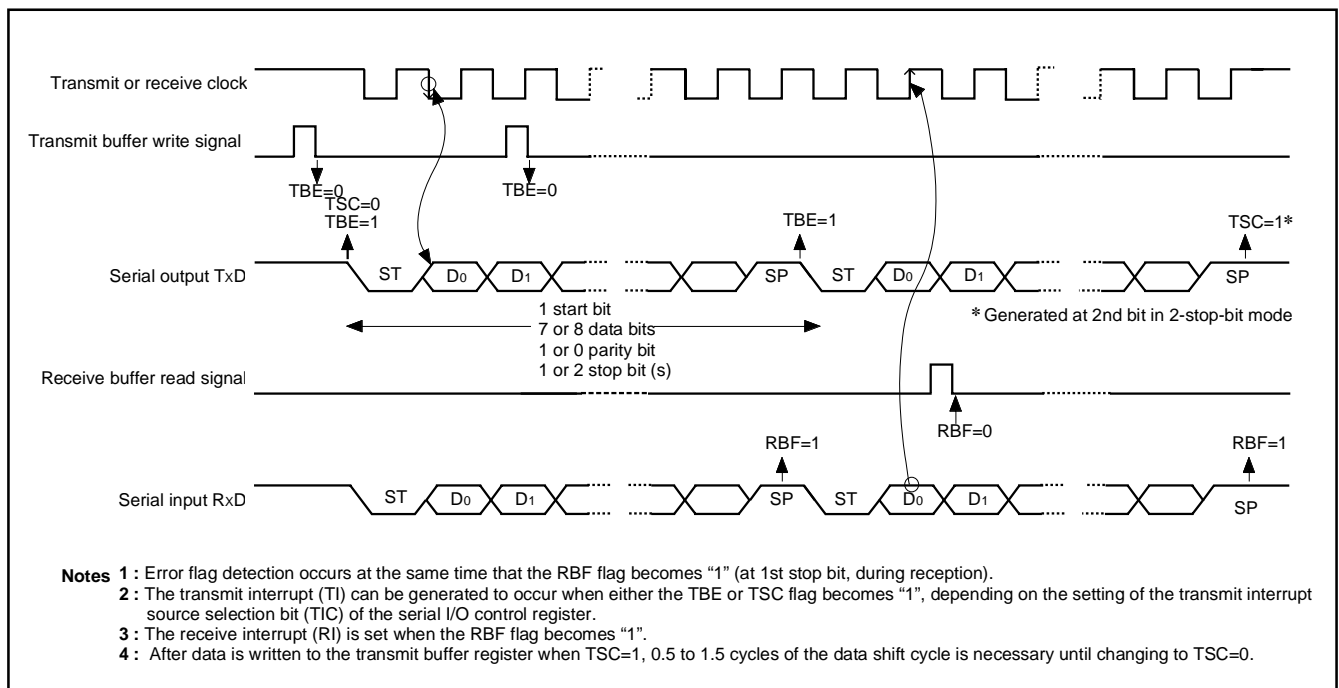 Transmit or receive clock
Transmit buffer write signal
TBE=0
TSC=0
TBE=1
TBE=0
TBE=1
TSC=1*
Serial output TxD
ST
D0
D1
SP
ST
D0
D1
SP
1 start bit
7 or 8 data bits
1 or 0 parity bit
1 or 2 stop bit (s)
* Generated at 2nd bit in 2-stop-bit mode
Receive buffer read signal
RBF=0
RBF=1
RBF=1
Serial input RxD
ST
D0
D1
SP
ST
D0
D1
SP
Notes 1 : Error flag detection occurs at the same time that the RBF flag becomes “1” (at 1st stop bit, during reception).
2 : The transmit interrupt (TI) can be generated to occur when either the TBE or TSC flag becomes “1”, depending on the setting of the transmit interrupt
source selection bit (TIC) of the serial I/O control register.
3 : The receive interrupt (RI) is set when the RBF flag becomes “1”.
4 : After data is written to the transmit buffer register when TSC=1, 0.5 to 1.5 cycles of the data shift cycle is necessary until changing to TSC=0.